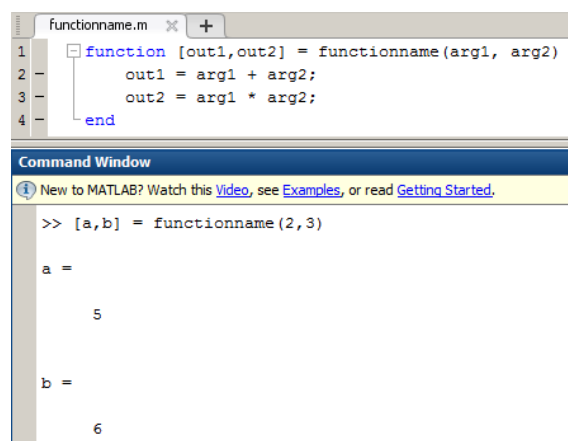 functionname.m
1 function [out1,out2] = functionname(arg1, arg2)
2 - out1 = arg1 + arg2;
3 - out2 = arg1 * arg2;
4 - end
Command Window
New to MATLAB? Watch this Video, see Examples, or read Getting Started.
>> [a,b] = functionname(2,3)
a =
5
b =
6